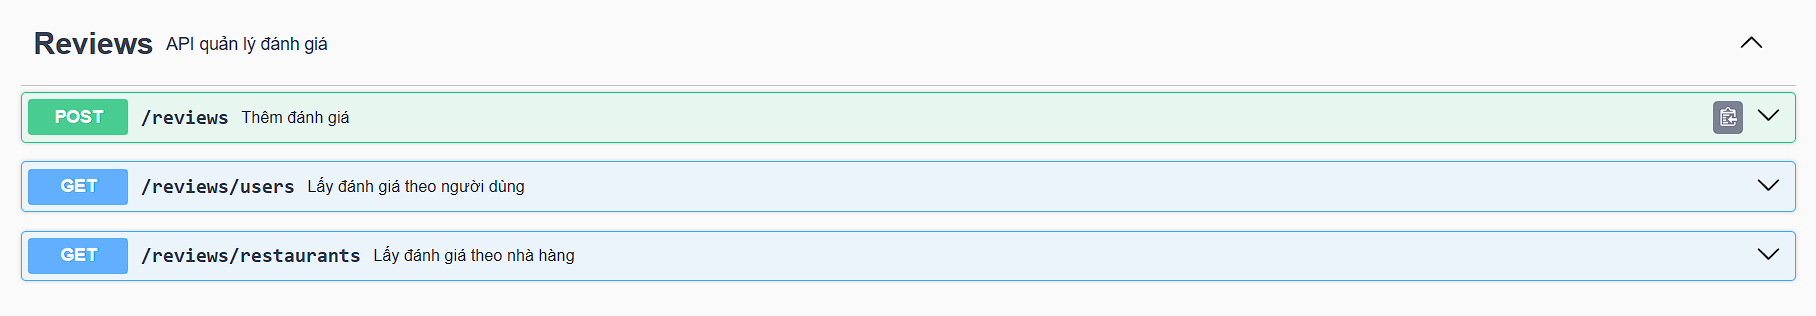 Reviews API quản lý đánh giá
POST /reviews Thêm đánh giá
GET /reviews/users Lấy đánh giá theo người dùng
GET /reviews/restaurants Lấy đánh giá theo nhà hàng